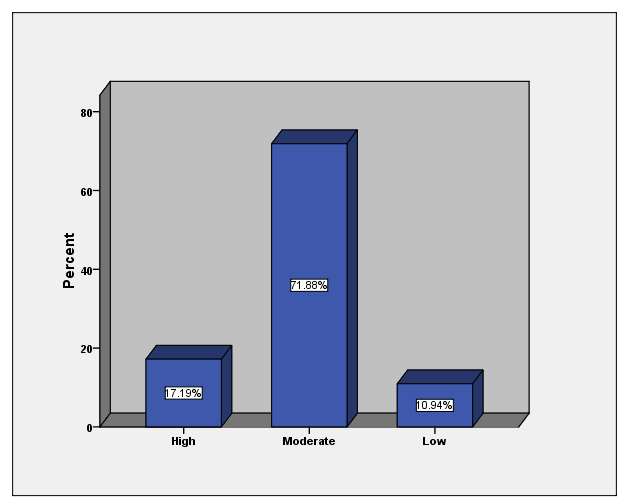 Percent
80
60
40
20
0
17.19%
71.88%
10.94%
High
Moderate
Low